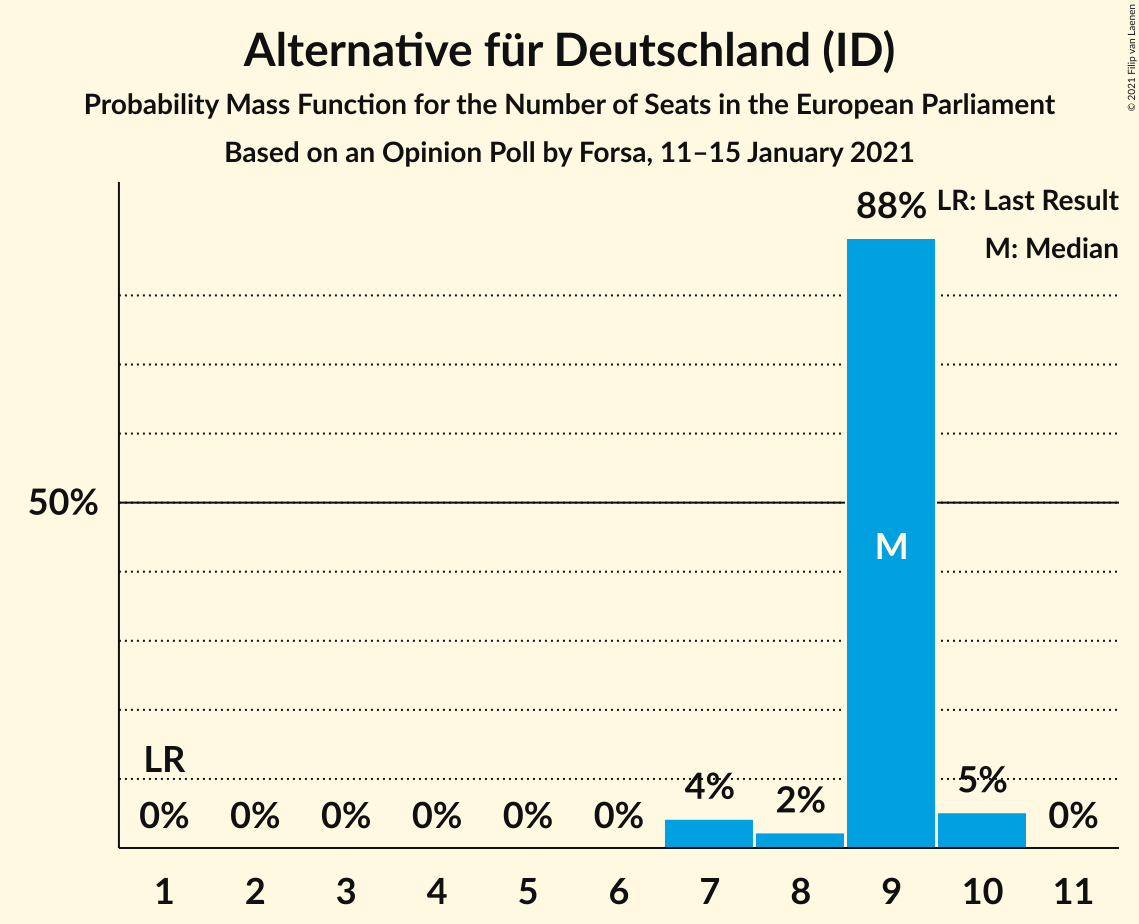 Alternative für Deutschland (ID)
Probability Mass Function for the Number of Seats in the European Parliament
Based on an Opinion Poll by Forsa, 11–15 January 2021
© 2021 Filip van Laenen
LR: Last Result
M: Median
88%
50%
M
LR
0% 0% 0% 0% 0% 0% 4% 2% 5% 0%
1 2 3 4 5 6 7 8 9 10 11